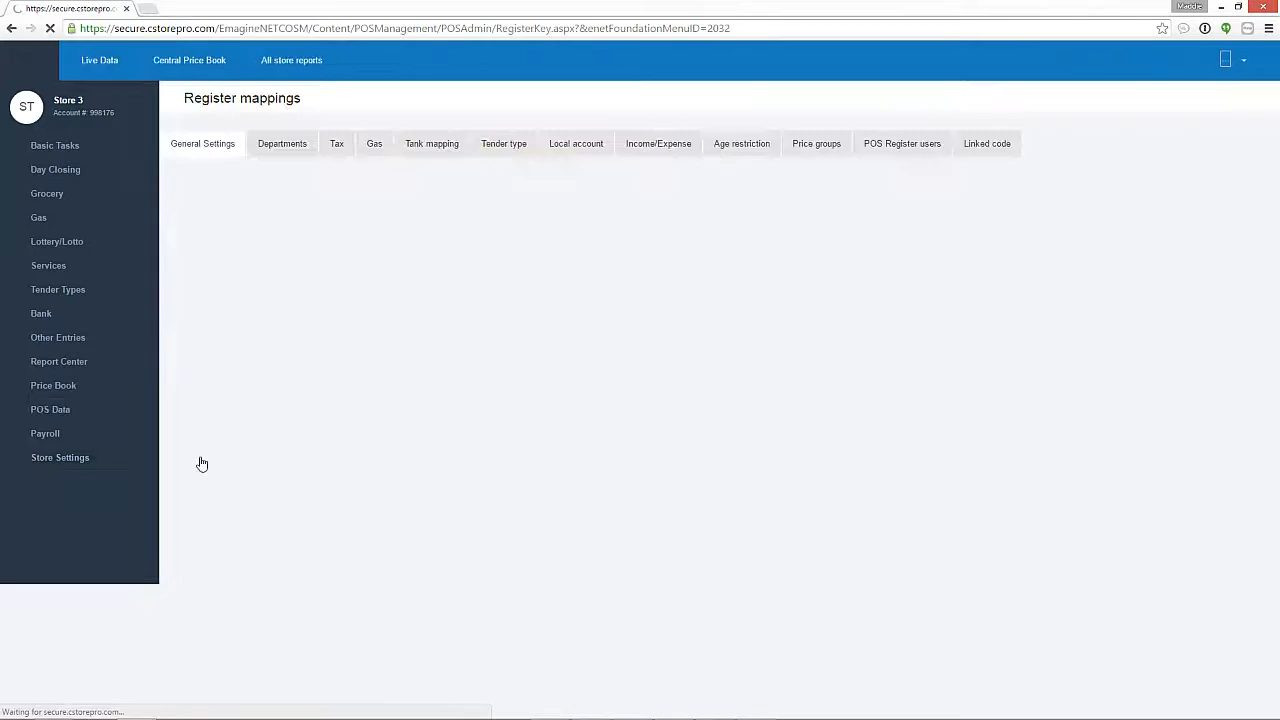 https://secure.cstorepro.c
Maddie
https://secure.cstorepro.com/EmagineNETCOSM/Content/POSManagement/POSAdmin/RegisterKey.aspx?&enetFoundationMenuID=2032
Live Data
Central Price Book
All store reports
ST
Store 3
Account #: 998176
Register mappings
General Settings
Departments
Tax
Gas
Tank mapping
Tender type
Local account
Income/Expense
Age restriction
Price groups
POS Register users
Linked code
Basic Tasks
Day Closing
Grocery
Gas
Lottery/Lotto
Services
Tender Types
Bank
Other Entries
Report Center
Price Book
POS Data
Payroll
Store Settings
Waiting for secure.cstorepro.com...